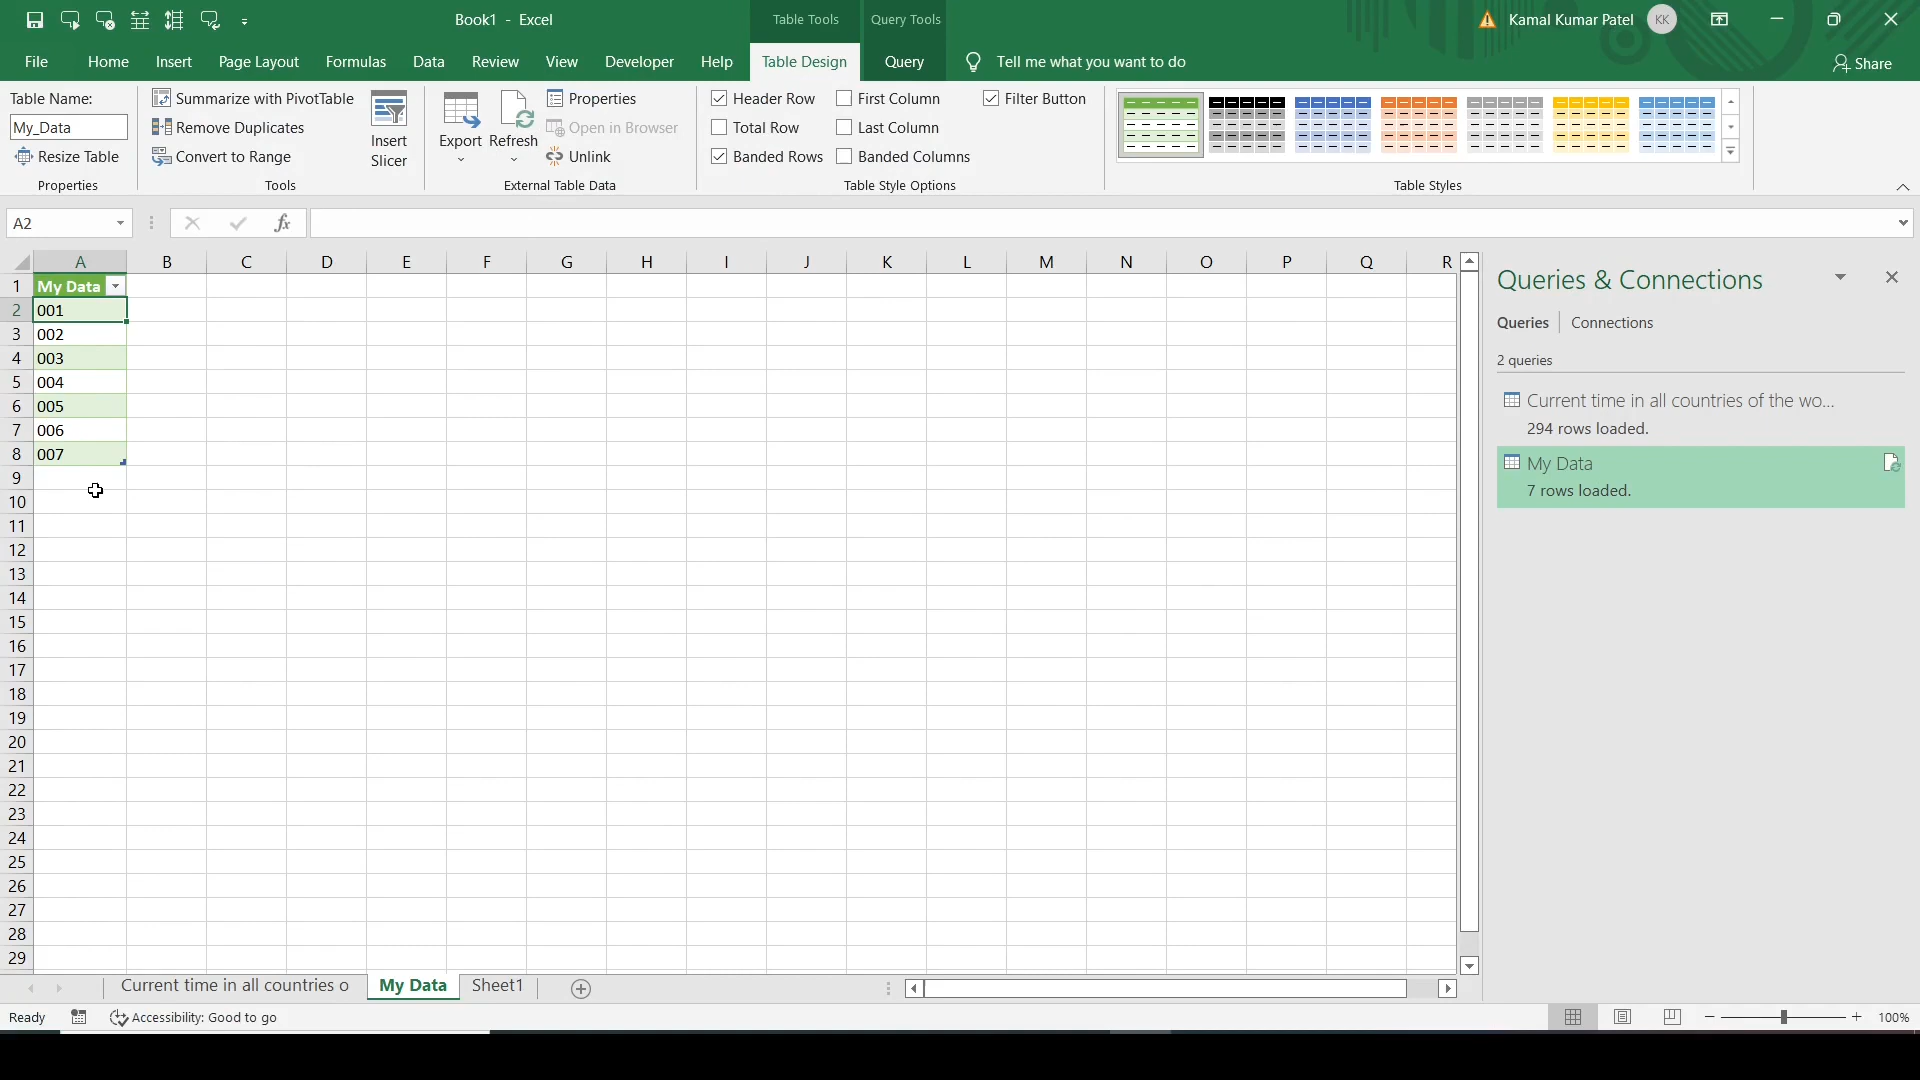 Book1 - Excel
Table Tools
Query Tools
Kamal Kumar Patel
KK
File
Home
Insert
Page Layout
Formulas
Data
Review
View
Developer
Help
Table Design
Query
Tell me what you want to do
Share
Table Name:
My_Data
Resize Table
Properties
Summarize with PivotTable
Remove Duplicates
Convert to Range
Insert
Slicer
Tools
Export
Refresh
Properties
Open in Browser
Unlink
External Table Data
Header Row
First Column
Filter Button
Total Row
Last Column
Banded Rows
Banded Columns
Table Style Options
Table Styles
A2
fx
A B C D E F G H I J K L M N O P Q R
1 My Data
2 001
3 002
4 003
5 004
6 005
7 006
8 007
9
10
11
12
13
14
15
16
17
18
19
20
21
22
23
24
25
26
27
28
29
Queries & Connections
Queries
Connections
2 queries
Current time in all countries of the wo...
294 rows loaded.
My Data
7 rows loaded.
Current time in all countries o
My Data
Sheet1
Ready
Accessibility: Good to go
100%